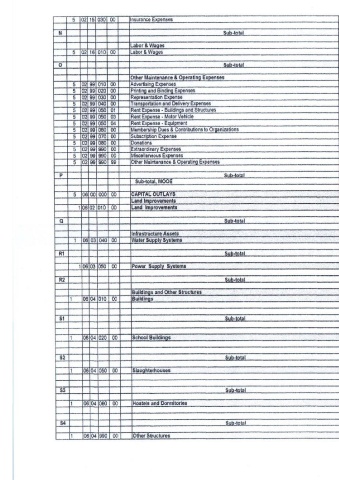 5 02 15 030 00 Insurance Expenses
N Sub-total
Labor & Wages
5 02 16 010 00 Labor & Wages
O Sub-total
Other Maintenance & Operating Expenses
5 02 99 010 00 Advertising Expenses
5 02 99 020 00 Printing and Binding Expenses
5 02 99 030 00 Representation Expense
5 02 99 040 00 Transportation and Delivery Expenses
5 02 99 050 01 Rent Expense - Buildings and Structures
5 02 99 050 03 Rent Expense - Motor Vehicle
5 02 99 050 04 Rent Expense - Equipment
5 02 99 060 00 Membership Dues & Contributions to Organizations
5 02 99 070 00 Subscription Expense
5 02 99 080 00 Donations
5 02 99 990 00 Extraordinary Expenses
5 02 99 990 00 Miscellaneous Expenses
5 02 99 990 99 Other Maintenance & Operating Expenses
P Sub-total
Sub-total, MOOE
5 06 00 000 00 CAPITAL OUTLAYS
Land Improvements
1 06 02 010 00 Land Improvements
Q Sub-total
Infrastructure Assets
1 06 03 040 00 Water Supply Systems
R1 Sub-total
1 06 03 050 00 Power Supply Systems
R2 Sub-total
Buildings and Other Structures
1 06 04 010 00 Buildings
S1 Sub-total
1 06 04 020 00 School Buildings
S2 Sub-total
1 06 04 050 00 Slaughterhouses
S3 Sub-total
1 06 04 060 00 Hostels and Dormitories
S4 Sub-total
1 06 04 990 00 Other Structures